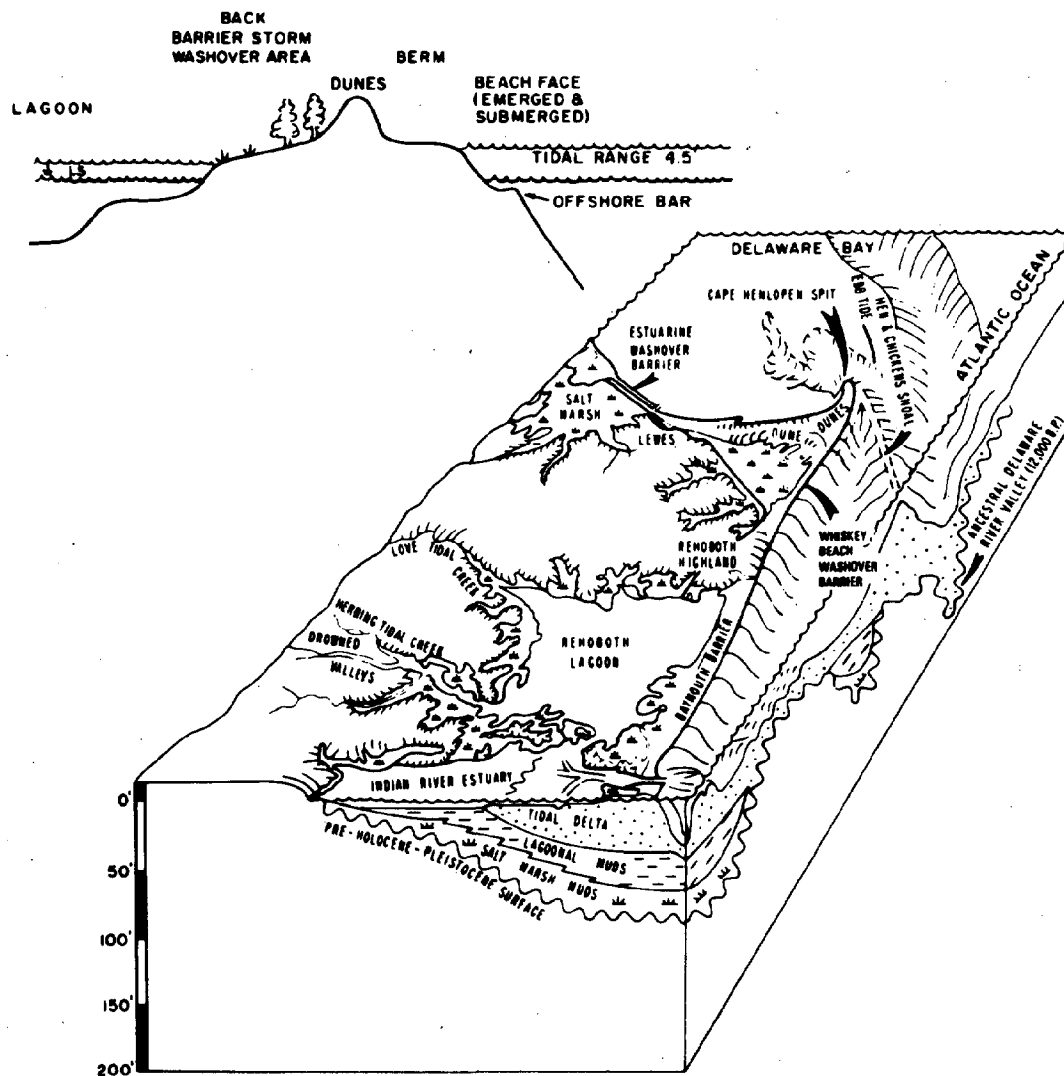 BACK
BARRIER STORM
WASHOVER AREA
BERM
DUNES
BEACH FACE
(EMERGED &
SUBMERGED)
LAGOON
TIDAL RANGE 4.5'
OFFSHORE BAR
DELAWARE BAY
CAPE HENLOPEN SPIT
EBB TIDE
HEN & CHICKENS SHOAL
ATLANTIC OCEAN
ESTUARINE
WASHOVER
BARRIER
SALT
MARSH
LEWES
DUNE
DUNES
ANCESTRAL DELAWARE
RIVER VALLEY (12,000 B.P.)
WHISKEY
BEACH
WASHOVER
BARRIER
REHOBOTH
HIGHLAND
LOVE TIDAL
CREEK
HERRING TIDAL CREEK
DROWNED
VALLEYS
REHOBOTH
LAGOON
BAYMOUTH BARRIER
INDIAN RIVER ESTUARY
TIDAL DELTA
LAGOONAL MUDS
SALT MARSH MUDS
PRE-HOLOCENE-PLEISTOCENE SURFACE
0'
50'
100'
150'
200'